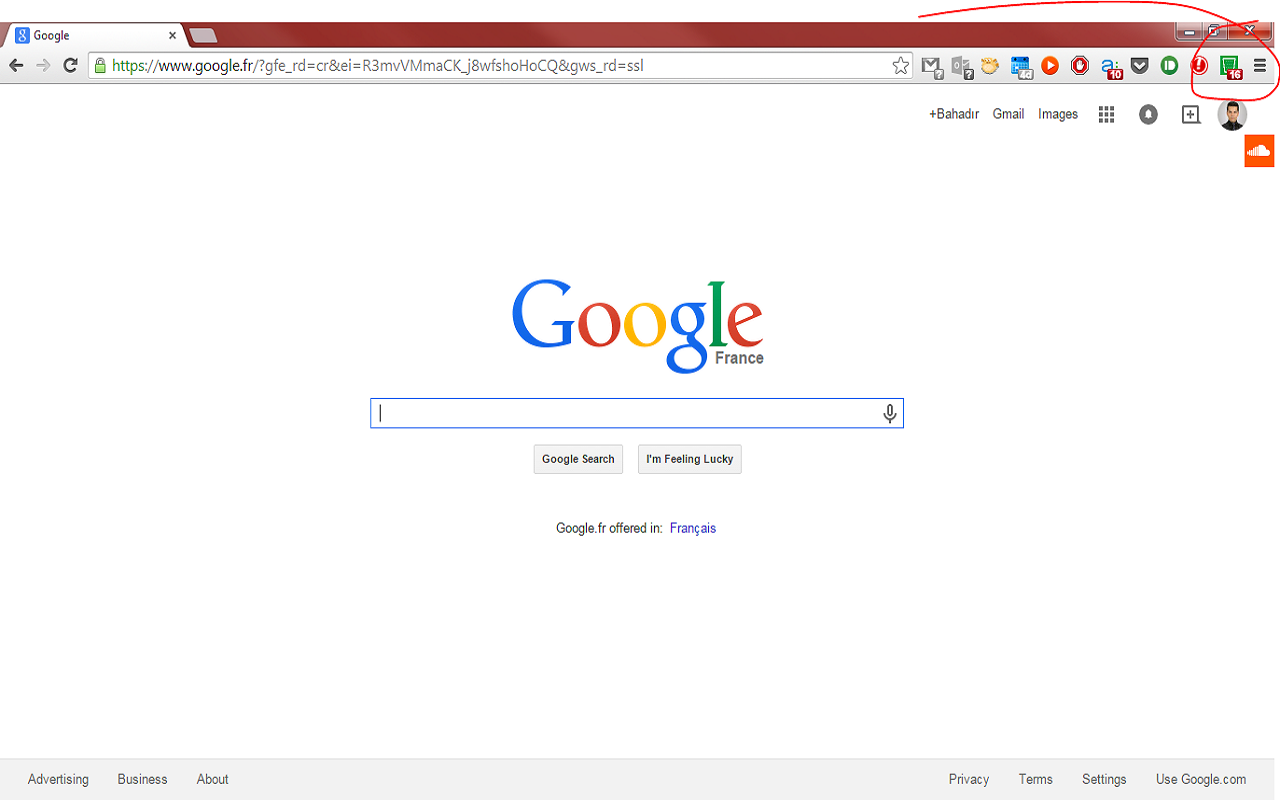 Google
https://www.google.fr/?gfe_rd=cr&ei=R3mvVMmaCK_j8wfshoHoCQ&gws_rd=ssl
10
16
+Bahadır Gmail Images
Google
France
Google Search I'm Feeling Lucky
Google.fr offered in: Français
Advertising Business About Privacy Terms Settings Use Google.com